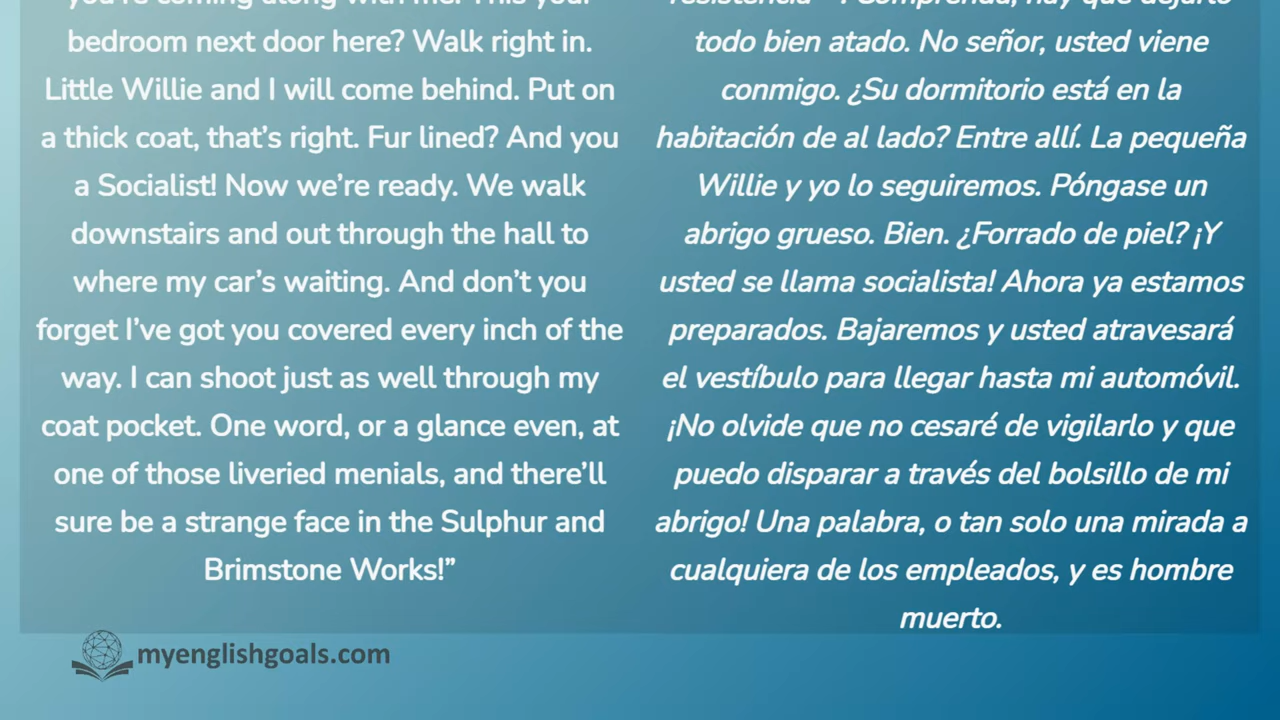 you're coming along with me. This your
bedroom next door here? Walk right in.
Little Willie and I will come behind. Put on
a thick coat, that's right. Fur lined? And you
a Socialist! Now we're ready. We walk
downstairs and out through the hall to
where my car's waiting. And don't you
forget I've got you covered every inch of the
way. I can shoot just as well through my
coat pocket. One word, or a glance even, at
one of those liveried menials, and there'll
sure be a strange face in the Sulphur and
Brimstone Works!”
todo bien atado. No señor, usted viene
conmigo. ¿Su dormitorio está en la
habitación de al lado? Entre allí. La pequeña
Willie y yo lo seguiremos. Póngase un
abrigo grueso. Bien. ¿Forrado de piel? ¡Y
usted se llama socialista! Ahora ya estamos
preparados. Bajaremos y usted atravesará
el vestíbulo para llegar hasta mi automóvil.
¡No olvide que no cesaré de vigilarlo y que
puedo disparar a través del bolsillo de mi
abrigo! Una palabra, o tan solo una mirada a
cualquiera de los empleados, y es hombre
muerto.
myenglishgoals.com